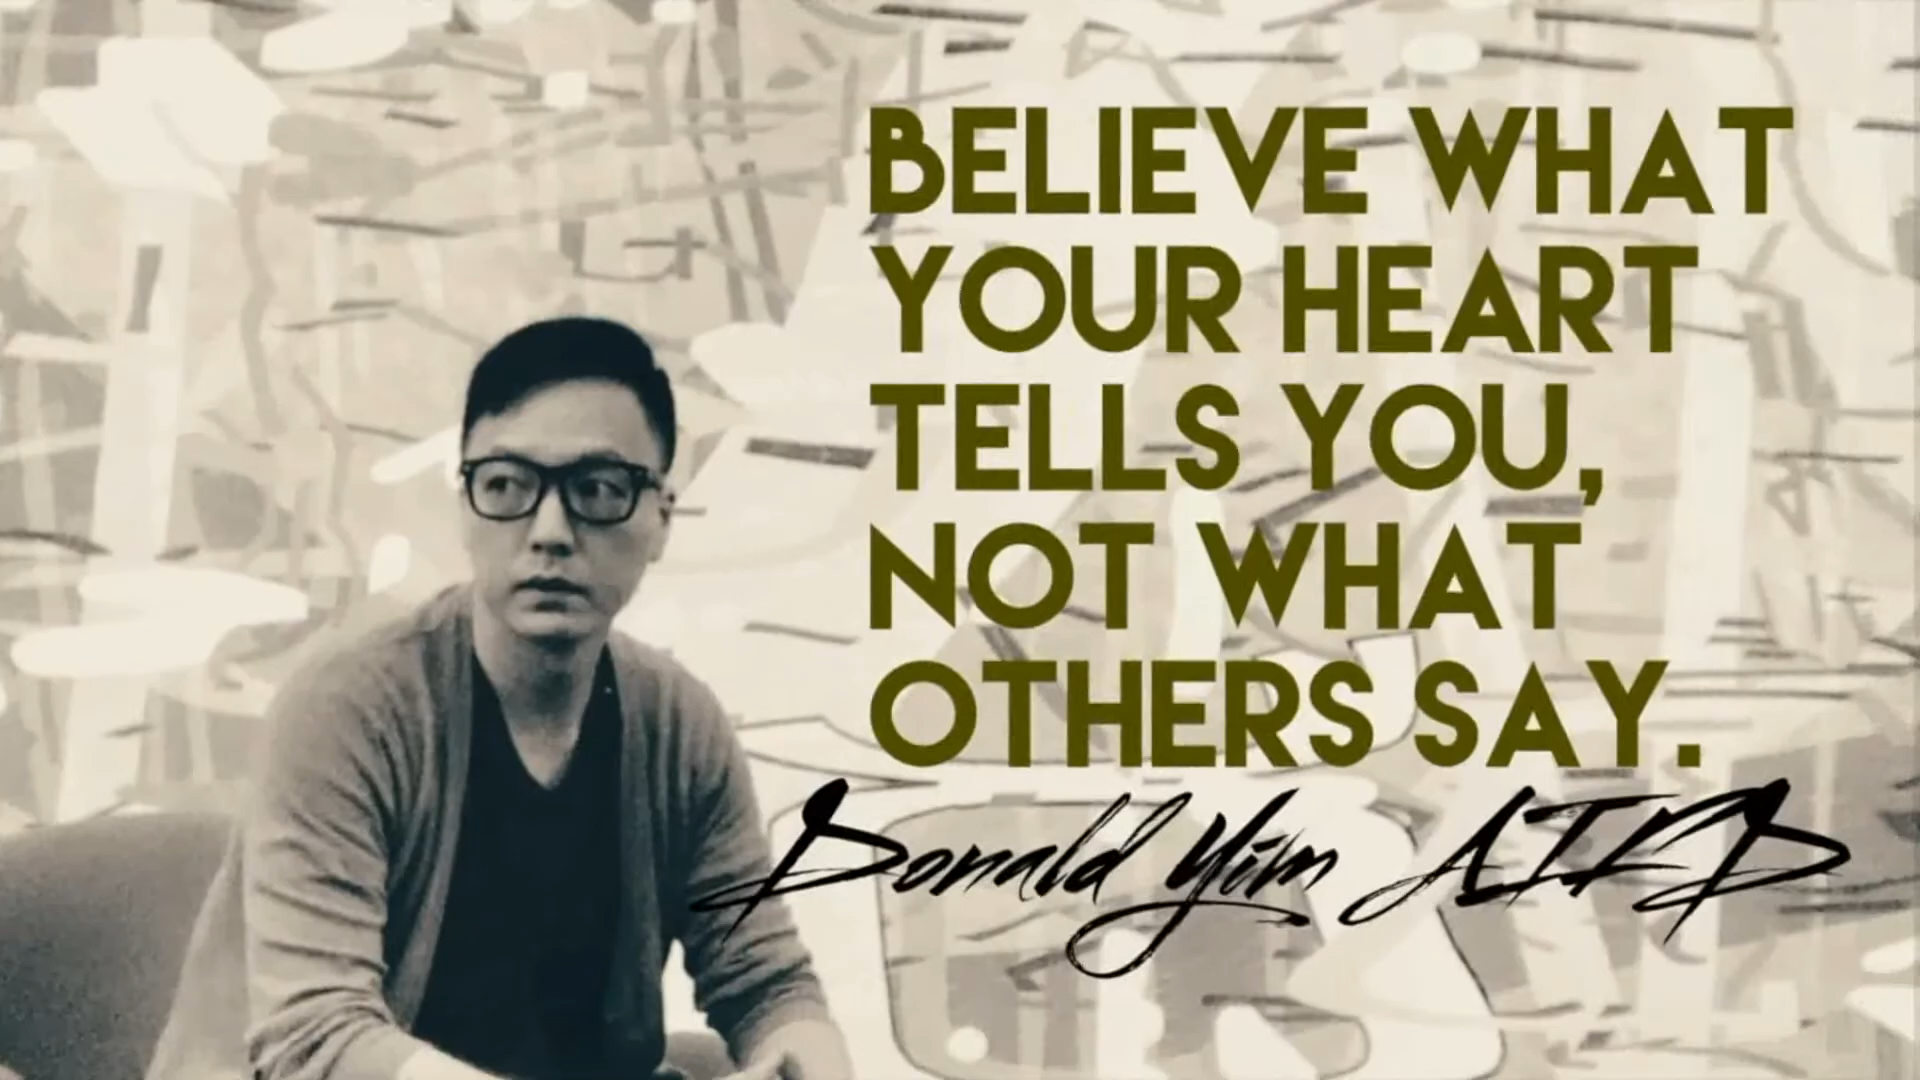 BELIEVE WHAT
YOUR HEART
TELLS YOU,
NOT WHAT
OTHERS SAY.
Donald Yim AIFD